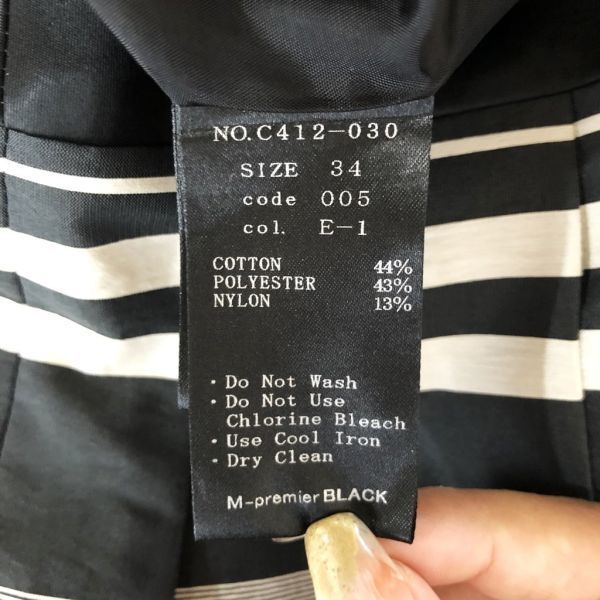 NO.C412-030
SIZE 34
code 005
col. E-1
COTTON 44%
POLYESTER 43%
NYLON 13%
・Do Not Wash
・Do Not Use
Chlorine Bleach
・Use Cool Iron
・Dry Clean
M-premier BLACK